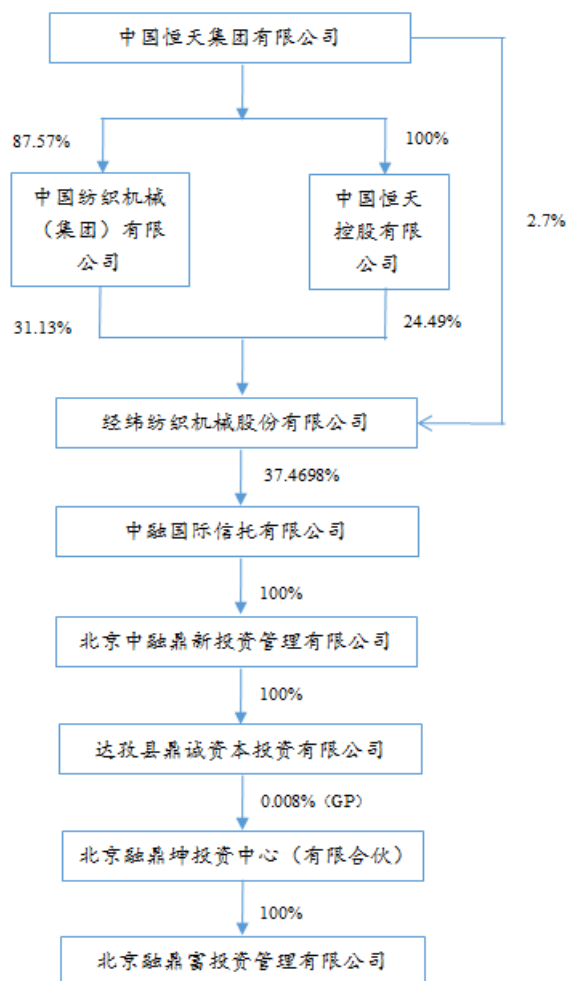 中国恒天集团有限公司
87.57%
100%
中国纺织机械
（集团）有限
公司
中国恒天
控股有限
公司
2.7%
31.13%
24.49%
经纬纺织机械股份有限公司
37.4698%
中融国际信托有限公司
100%
北京中融鼎新投资管理有限公司
100%
达孜县鼎诚资本投资有限公司
0.008%（GP）
北京融鼎坤投资中心（有限合伙）
100%
北京融鼎富投资管理有限公司